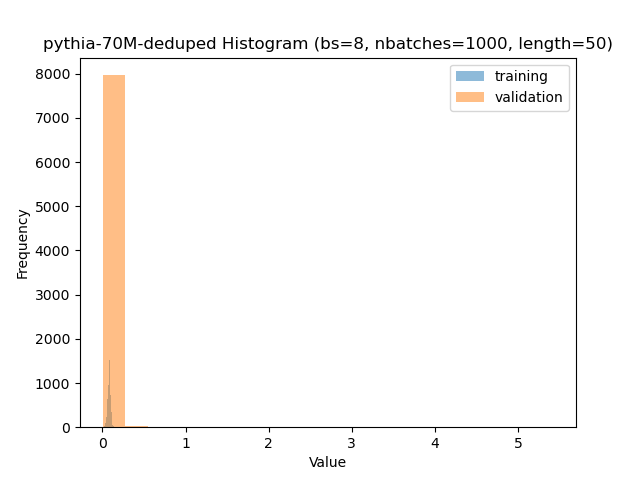 pythia-70M-deduped Histogram (bs=8, nbatches=1000, length=50)
training
validation
8000
7000
6000
5000
4000
3000
2000
1000
0
Frequency
0 1 2 3 4 5
Value